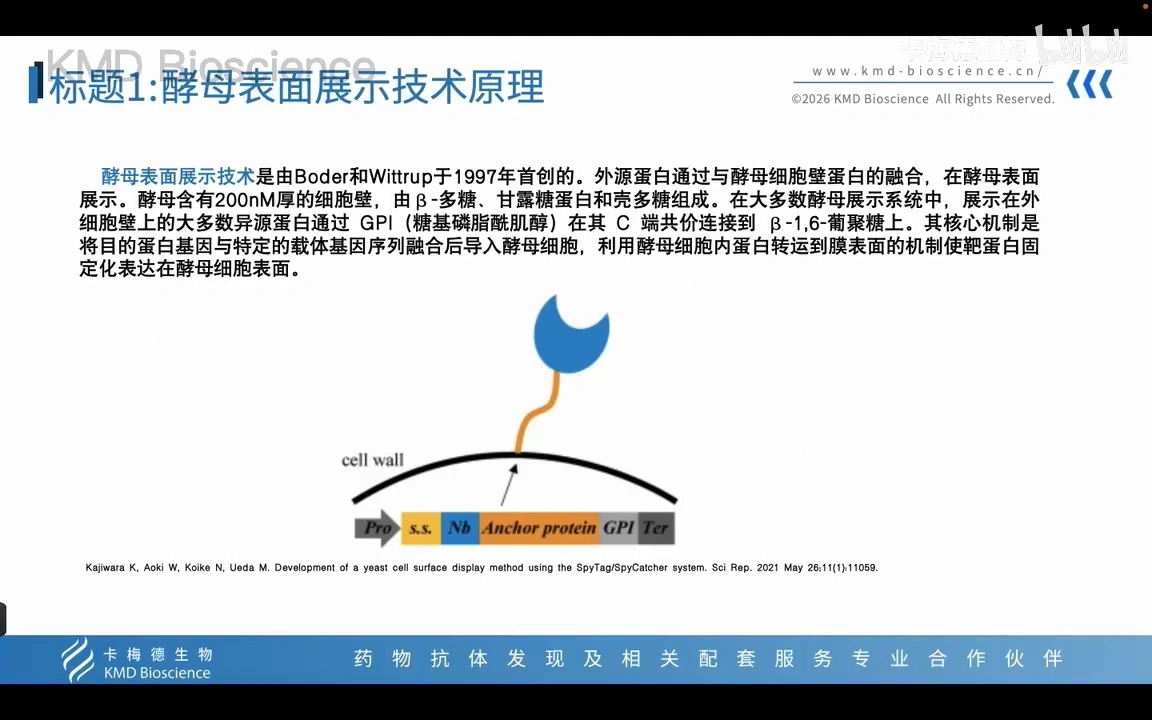 KMD Bioscience
卡梅德生物 bilibili
标题1:酵母表面展示技术原理
www.kmd-bioscience.cn/
©2026 KMD Bioscience All Rights Reserved.
酵母表面展示技术是由Boder和Wittrup于1997年首创的。外源蛋白通过与酵母细胞壁蛋白的融合，在酵母表面
展示。酵母含有200nM厚的细胞壁，由β-多糖、甘露糖蛋白和壳多糖组成。在大多数酵母展示系统中，展示在外
细胞壁上的大多数异源蛋白通过 GPI（糖基磷脂酰肌醇）在其 C 端共价连接到 β-1,6-葡聚糖上。其核心机制是
将目的蛋白基因与特定的载体基因序列融合后导入酵母细胞，利用酵母细胞内蛋白转运到膜表面的机制使靶蛋白固
定化表达在酵母细胞表面。
cell wall
Pro s.s. Nb Anchor protein GPI Ter
Kajiwara K, Aoki W, Koike N, Ueda M. Development of a yeast cell surface display method using the SpyTag/SpyCatcher system. Sci Rep. 2021 May 26;11(1):11059.
卡梅德生物
KMD Bioscience
药物抗体发现及相关配套服务专业合作伙伴